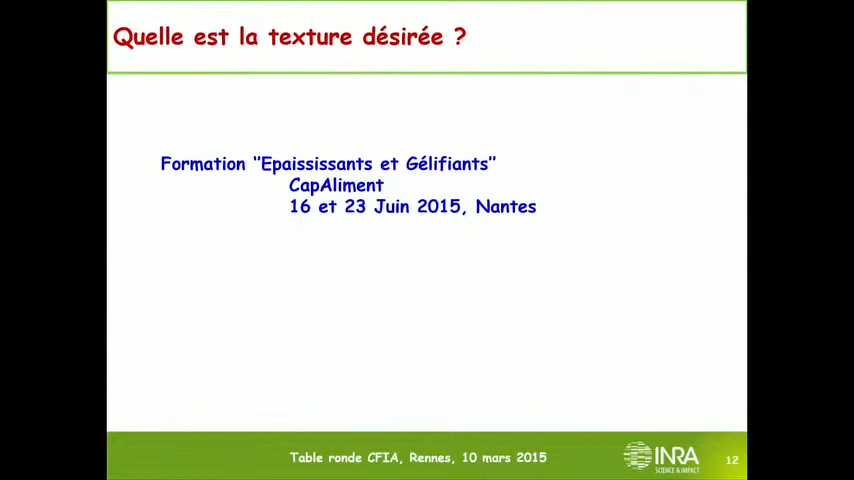 Quelle est la texture désirée ?
Formation "Epaississants et Gélifiants"
CapAliment
16 et 23 Juin 2015, Nantes
Table ronde CFIA, Rennes, 10 mars 2015
INRA
SCIENCE & IMPACT
12